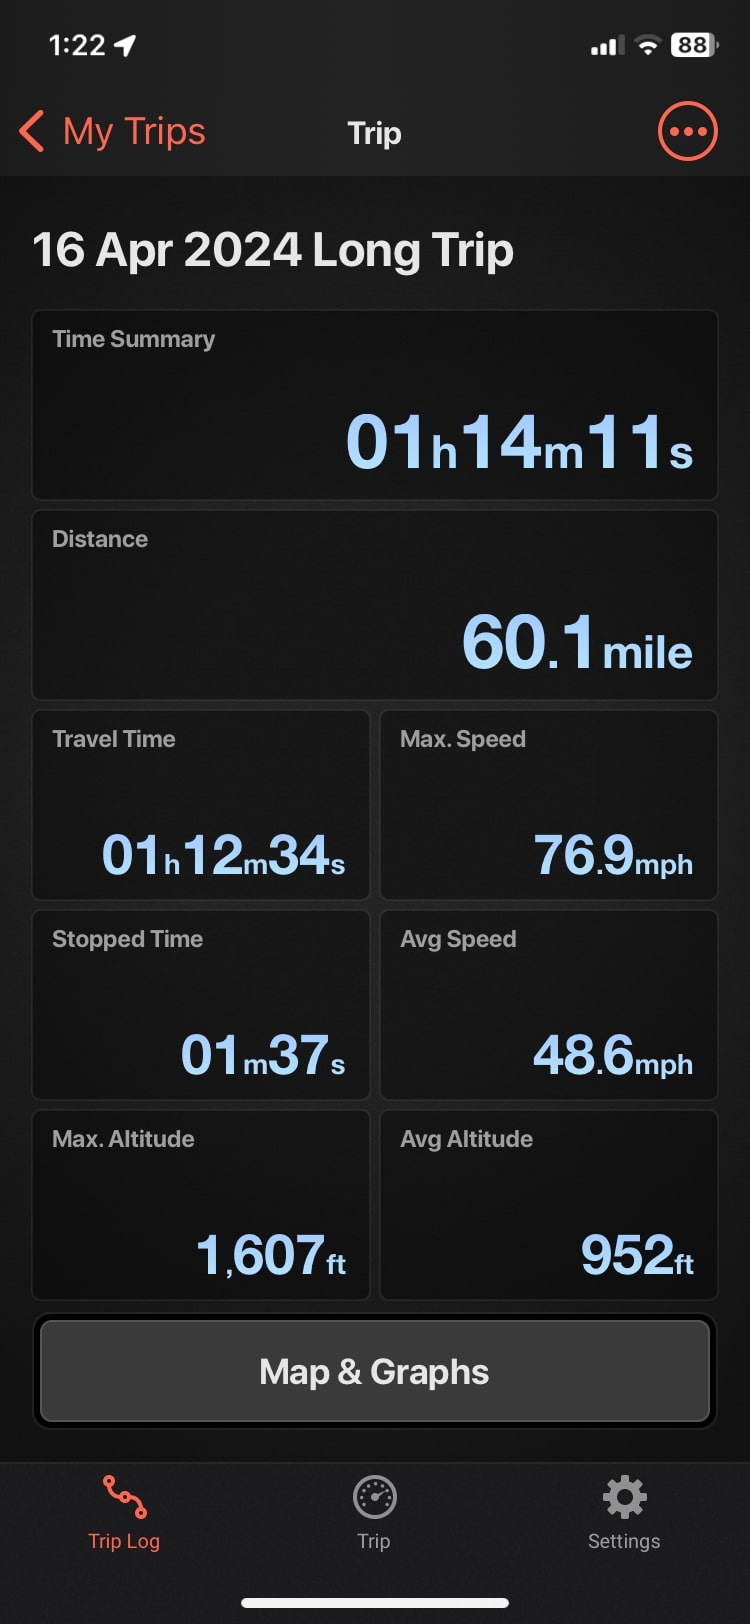 1:22
88
My Trips
Trip
16 Apr 2024 Long Trip
Time Summary
01h14m11s
Distance
60.1mile
Travel Time
Max. Speed
01h12m34s
76.9mph
Stopped Time
Avg Speed
01m37s
48.6mph
Max. Altitude
Avg Altitude
1,607ft
952ft
Map & Graphs
Trip Log
Trip
Settings